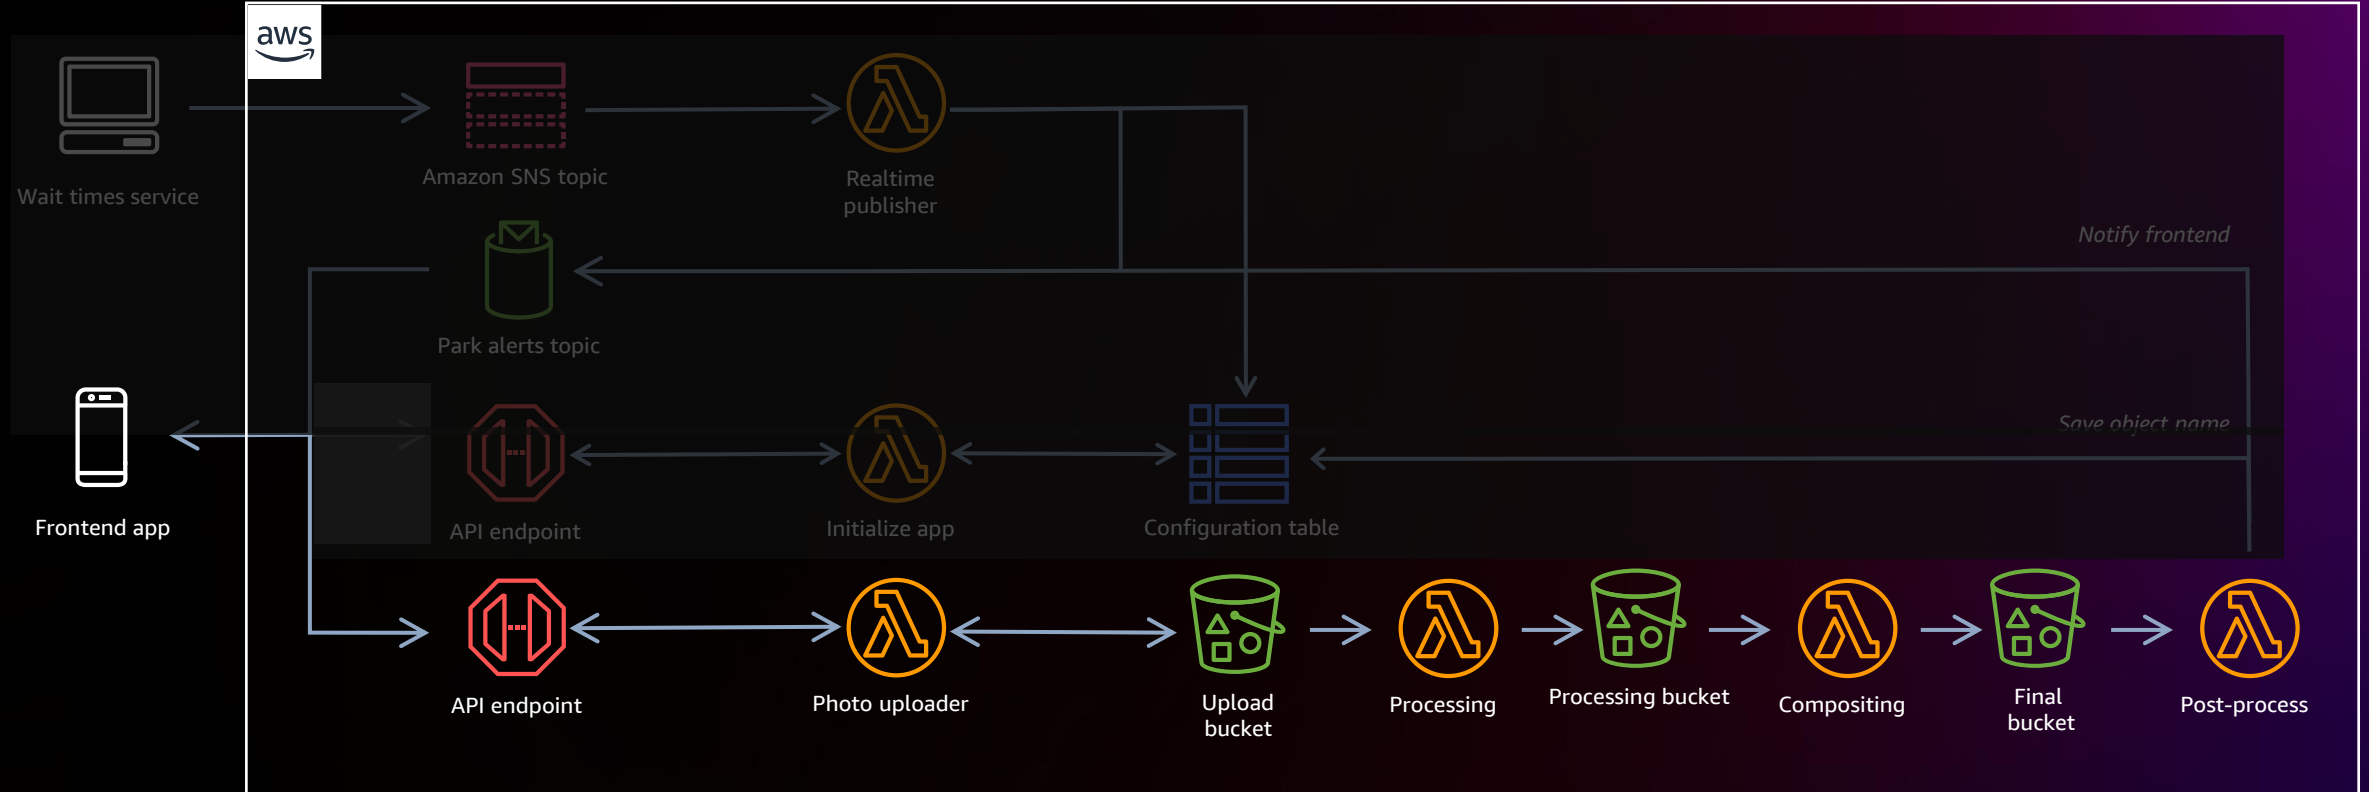 aws
Wait times service
Amazon SNS topic
Realtime
publisher
Notify frontend
Park alerts topic
Save object name
Frontend app
API endpoint
Initialize app
Configuration table
API endpoint
Photo uploader
Upload
bucket
Processing
Processing bucket
Compositing
Final
bucket
Post-process